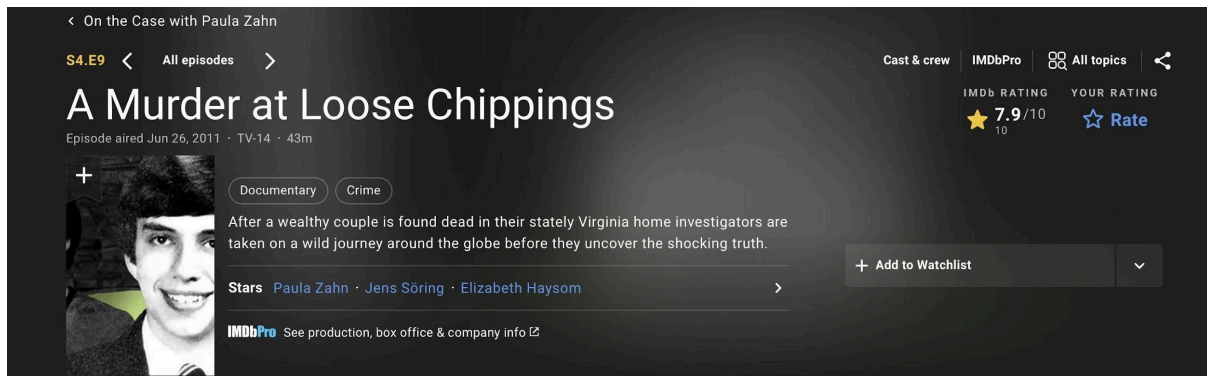 On the Case with Paula Zahn
S4.E9 All episodes Cast & crew IMDbPro All topics
A Murder at Loose Chippings
IMDb RATING YOUR RATING
7.9/10 Rate
10
Episode aired Jun 26, 2011 · TV-14 · 43m
Documentary Crime
After a wealthy couple is found dead in their stately Virginia home investigators are
taken on a wild journey around the globe before they uncover the shocking truth.
+ Add to Watchlist
Stars Paula Zahn · Jens Söring · Elizabeth Haysom
IMDbPro See production, box office & company info